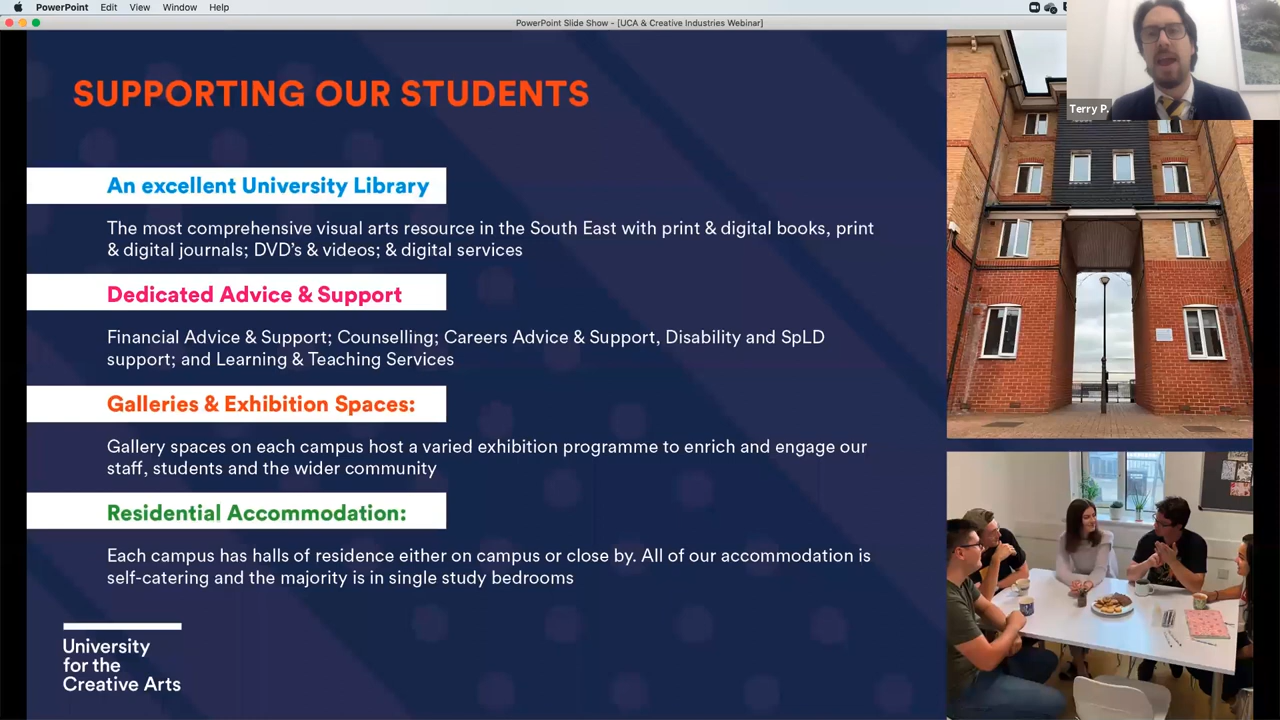 PowerPoint Edit View Window Help
PowerPoint Slide Show - [UCA & Creative Industries Webinar]
Terry P.
SUPPORTING OUR STUDENTS
An excellent University Library
The most comprehensive visual arts resource in the South East with print & digital books, print
& digital journals; DVD's & videos; & digital services
Dedicated Advice & Support
Financial Advice & Support; Counselling; Careers Advice & Support, Disability and SpLD
support; and Learning & Teaching Services
Galleries & Exhibition Spaces:
Gallery spaces on each campus host a varied exhibition programme to enrich and engage our
staff, students and the wider community
Residential Accommodation:
Each campus has halls of residence either on campus or close by. All of our accommodation is
self-catering and the majority is in single study bedrooms
University
for the
Creative Arts